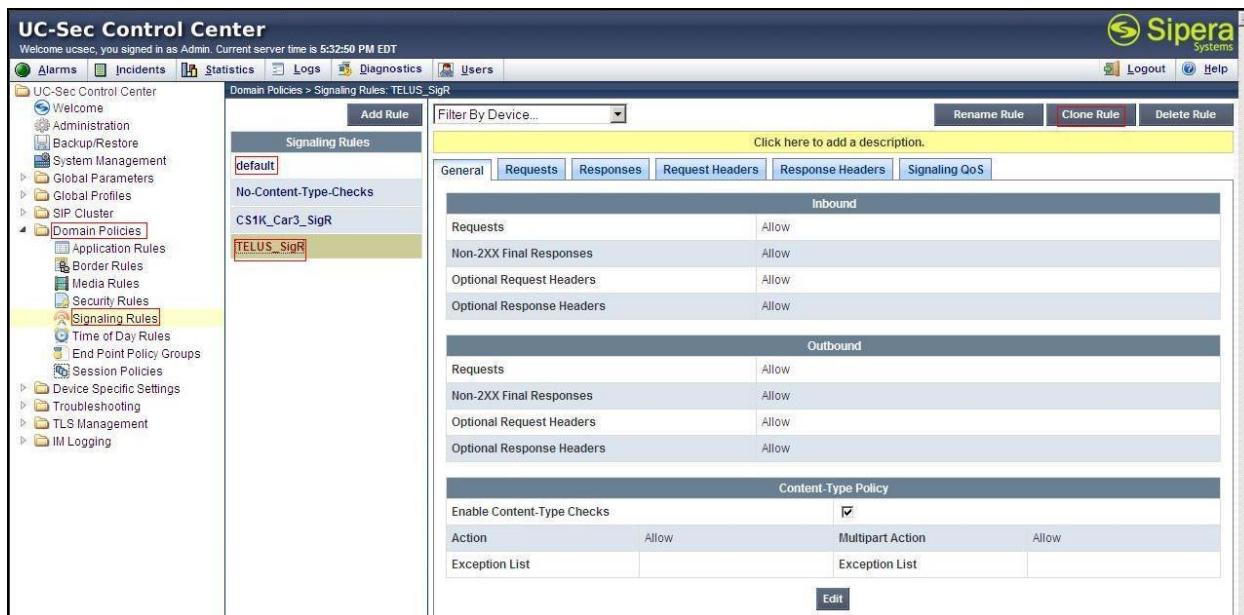 UC-Sec Control Center
Welcome ucsec, you signed in as Admin. Current server time is 5:32:50 PM EDT
Sipera
Systems
Alarms Incidents Statistics Logs Diagnostics Users Logout Help
UC-Sec Control Center
Welcome
Administration
Backup/Restore
System Management
Global Parameters
Global Profiles
SIP Cluster
Domain Policies
Application Rules
Border Rules
Media Rules
Security Rules
Signaling Rules
Time of Day Rules
End Point Policy Groups
Session Policies
Device Specific Settings
Troubleshooting
TLS Management
IM Logging
Domain Policies > Signaling Rules: TELUS_SigR
Add Rule
Signaling Rules
default
No-Content-Type-Checks
CS1K_Car3_SigR
TELUS_SigR
Filter By Device... Rename Rule Clone Rule Delete Rule
Click here to add a description.
General Requests Responses Request Headers Response Headers Signaling QoS
Inbound
Requests Allow
Non-2XX Final Responses Allow
Optional Request Headers Allow
Optional Response Headers Allow
Outbound
Requests Allow
Non-2XX Final Responses Allow
Optional Request Headers Allow
Optional Response Headers Allow
Content-Type Policy
Enable Content-Type Checks
Action Allow Multipart Action Allow
Exception List Exception List
Edit